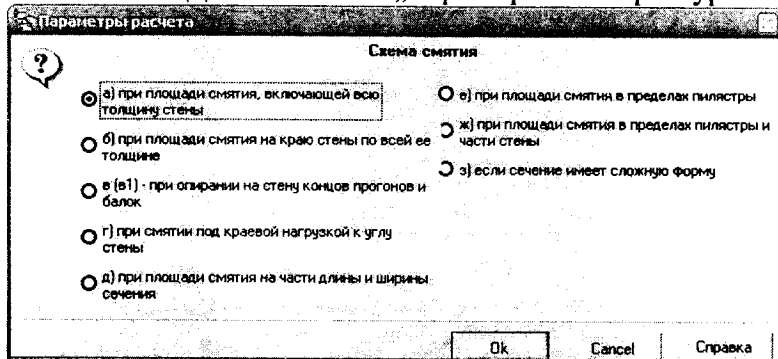 Параметры расчета
Схема смятия
а) при площади смятия, включающей всю
толщину стены
б) при площади смятия на краю стены по всей ее
толщине
в (в1) - при опирании на стену концов прогонов и
балок
г) при смятии под краевой нагрузкой к углу
стены
д) при площади смятия на части длины и ширины
сечения
е) при площади смятия в пределах пилястры
ж) при площади смятия в пределах пилястры и
части стены
з) если сечение имеет сложную форму
Ok
Cancel
Справка